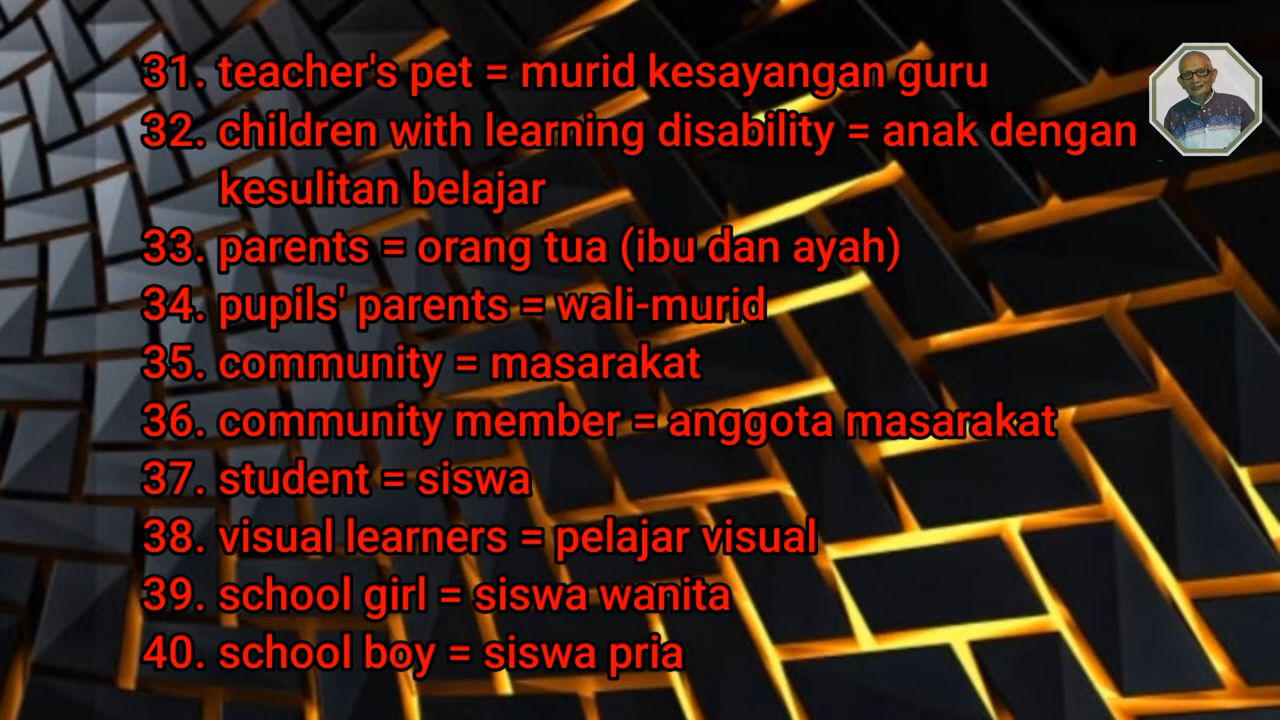 31. teacher's pet = murid kesayangan guru
32. children with learning disability = anak dengan
kesulitan belajar
33. parents = orang tua (ibu dan ayah)
34. pupils' parents = wali-murid
35. community = masarakat
36. community member = anggota masarakat
37. student = siswa
38. visual learners = pelajar visual
39. school girl = siswa wanita
40. school boy = siswa pria